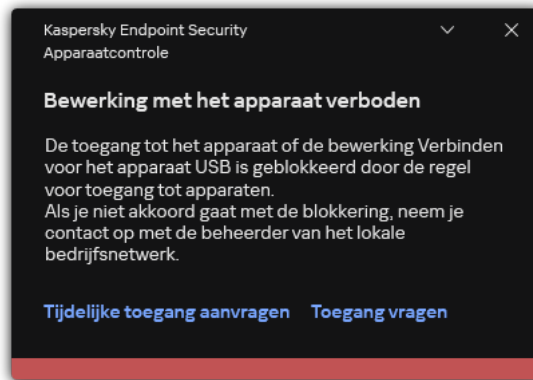 Kaspersky Endpoint Security
Apparaatcontrole
Bewerking met het apparaat verboden
De toegang tot het apparaat of de bewerking Verbinden
voor het apparaat USB is geblokkeerd door de regel
voor toegang tot apparaten.
Als je niet akkoord gaat met de blokkering, neem je
contact op met de beheerder van het lokale
bedrijfsnetwerk.
Tijdelijke toegang aanvragen Toegang vragen